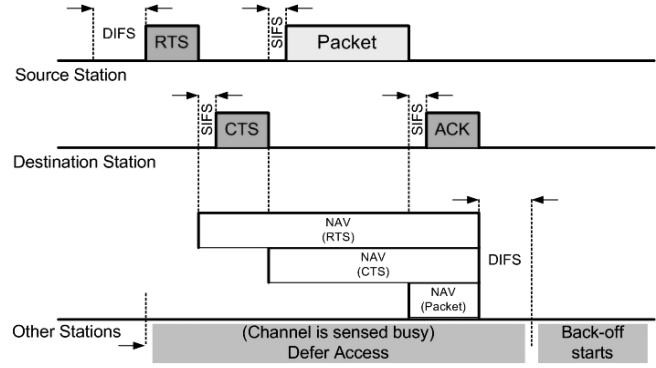 DIFS
RTS
SIFS
Packet
Source Station
SIFS
CTS
SIFS
ACK
Destination Station
NAV
(RTS)
NAV
(CTS)
DIFS
NAV
(Packet)
Other Stations
(Channel is sensed busy)
Defer Access
Back-off
starts